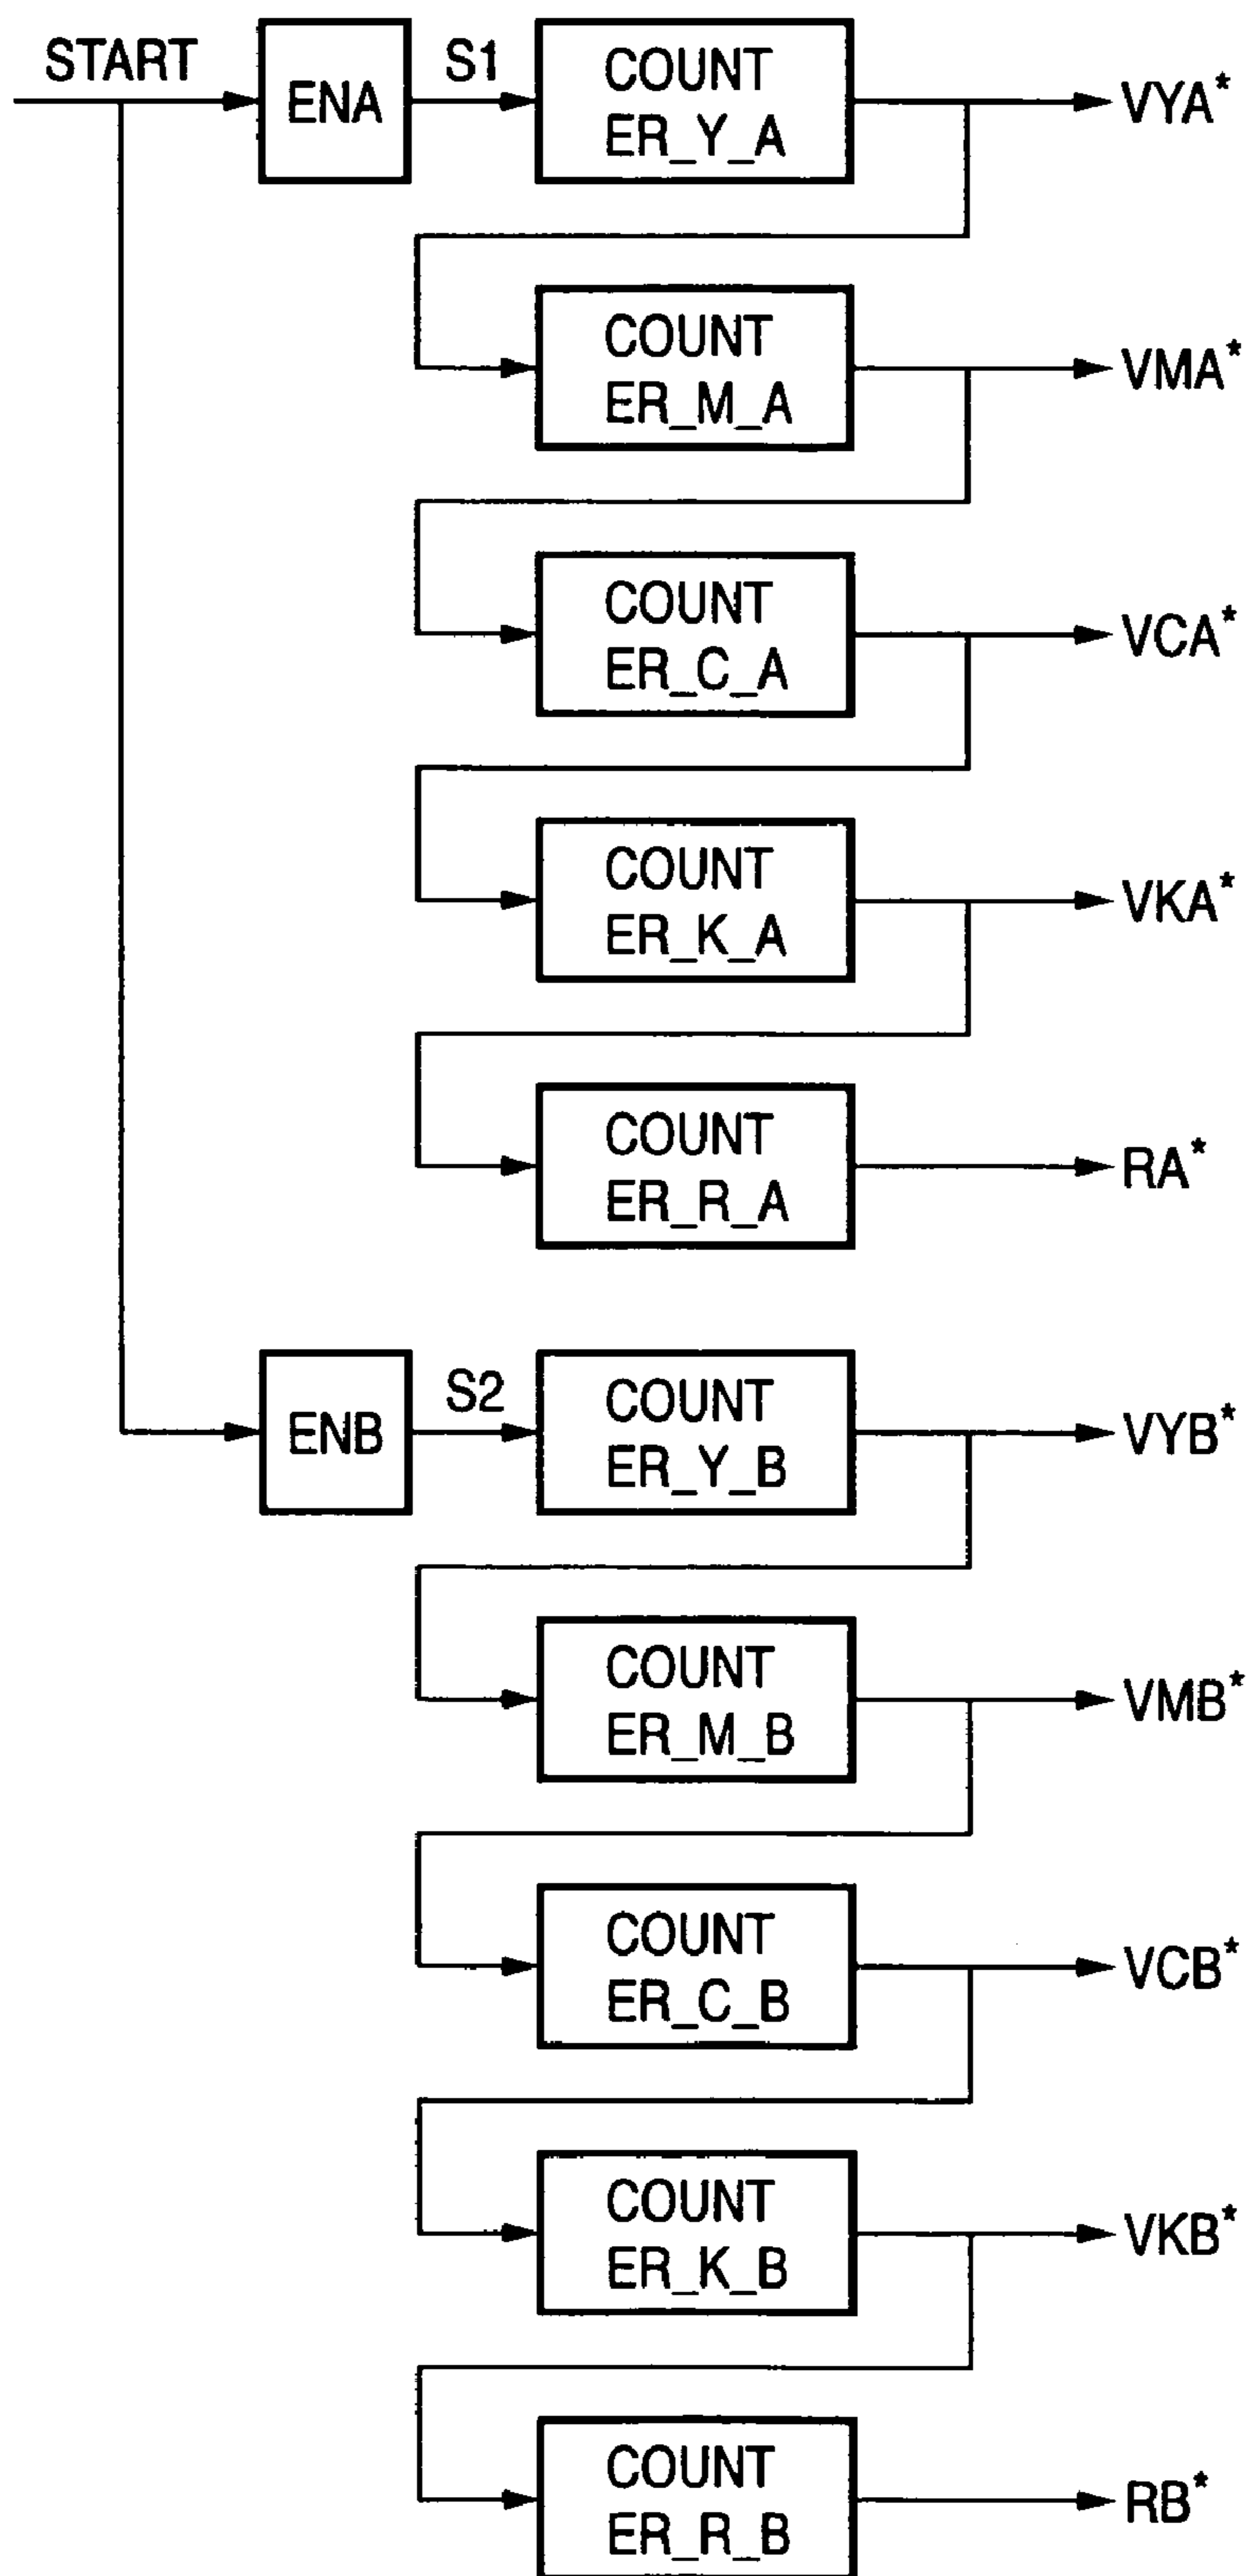 START
ENA
S1
COUNT
ER_Y_A
VYA*
COUNT
ER_M_A
VMA*
COUNT
ER_C_A
VCA*
COUNT
ER_K_A
VKA*
COUNT
ER_R_A
RA*
ENB
S2
COUNT
ER_Y_B
VYB*
COUNT
ER_M_B
VMB*
COUNT
ER_C_B
VCB*
COUNT
ER_K_B
VKB*
COUNT
ER_R_B
RB*